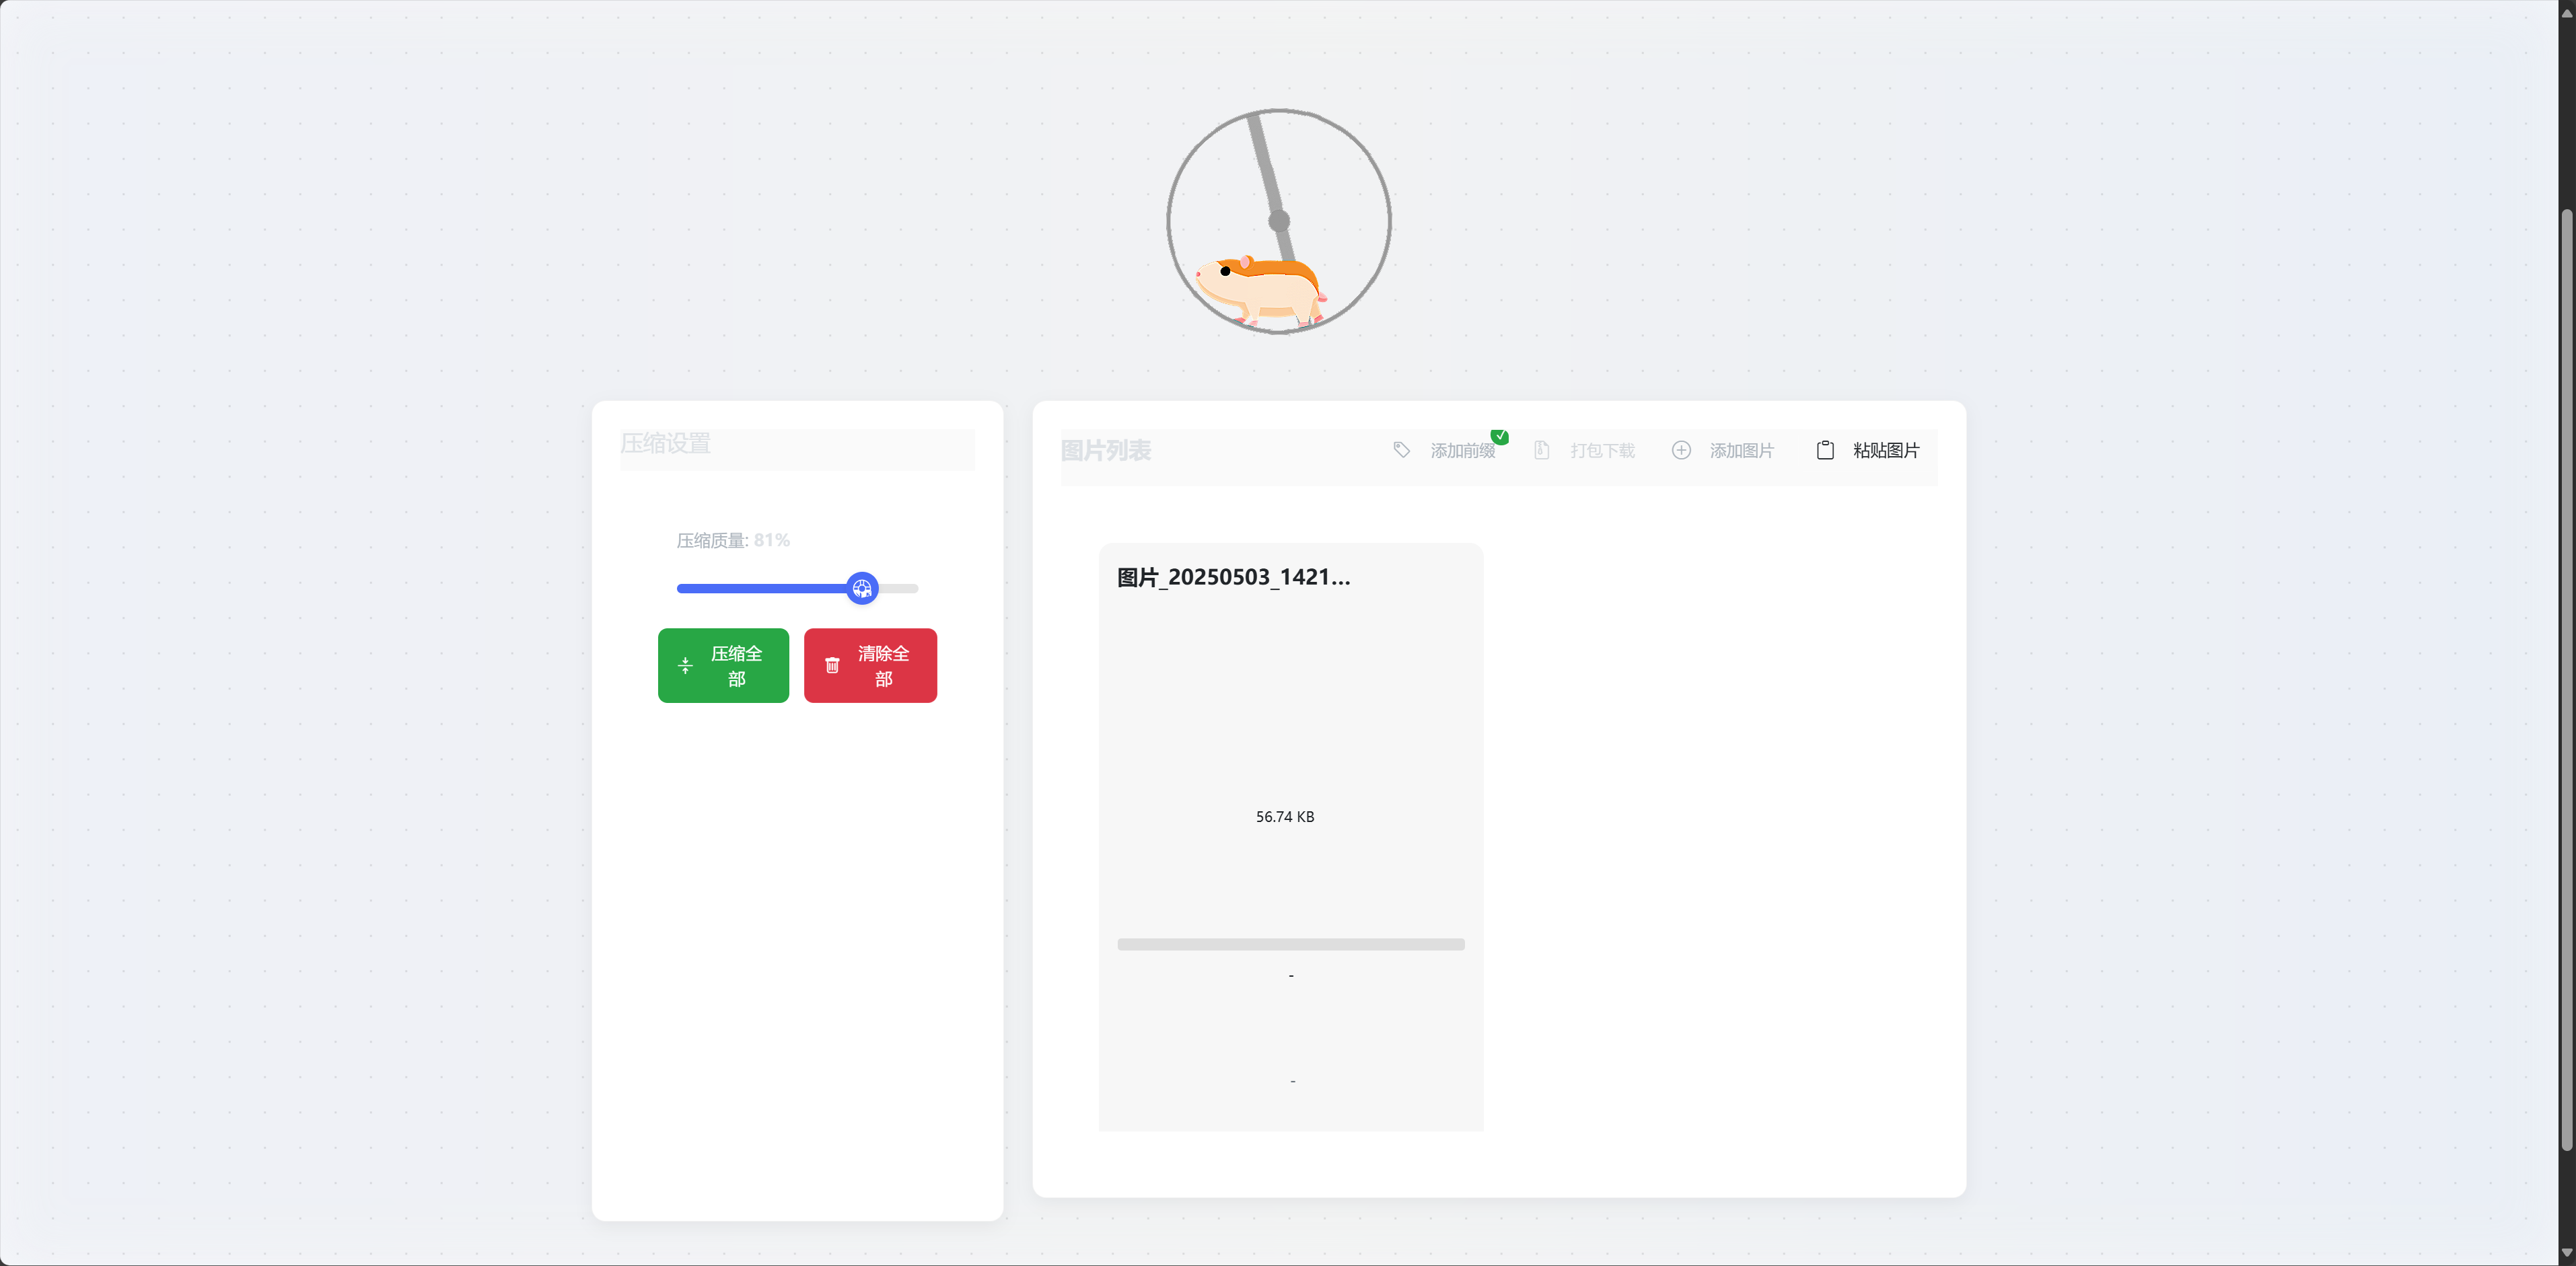 压缩设置
压缩质量: 81%
压缩全
部
清除全
部
图片列表
添加前缀
打包下载
添加图片
粘贴图片
图片_20250503_1421...
56.74 KB
-
-